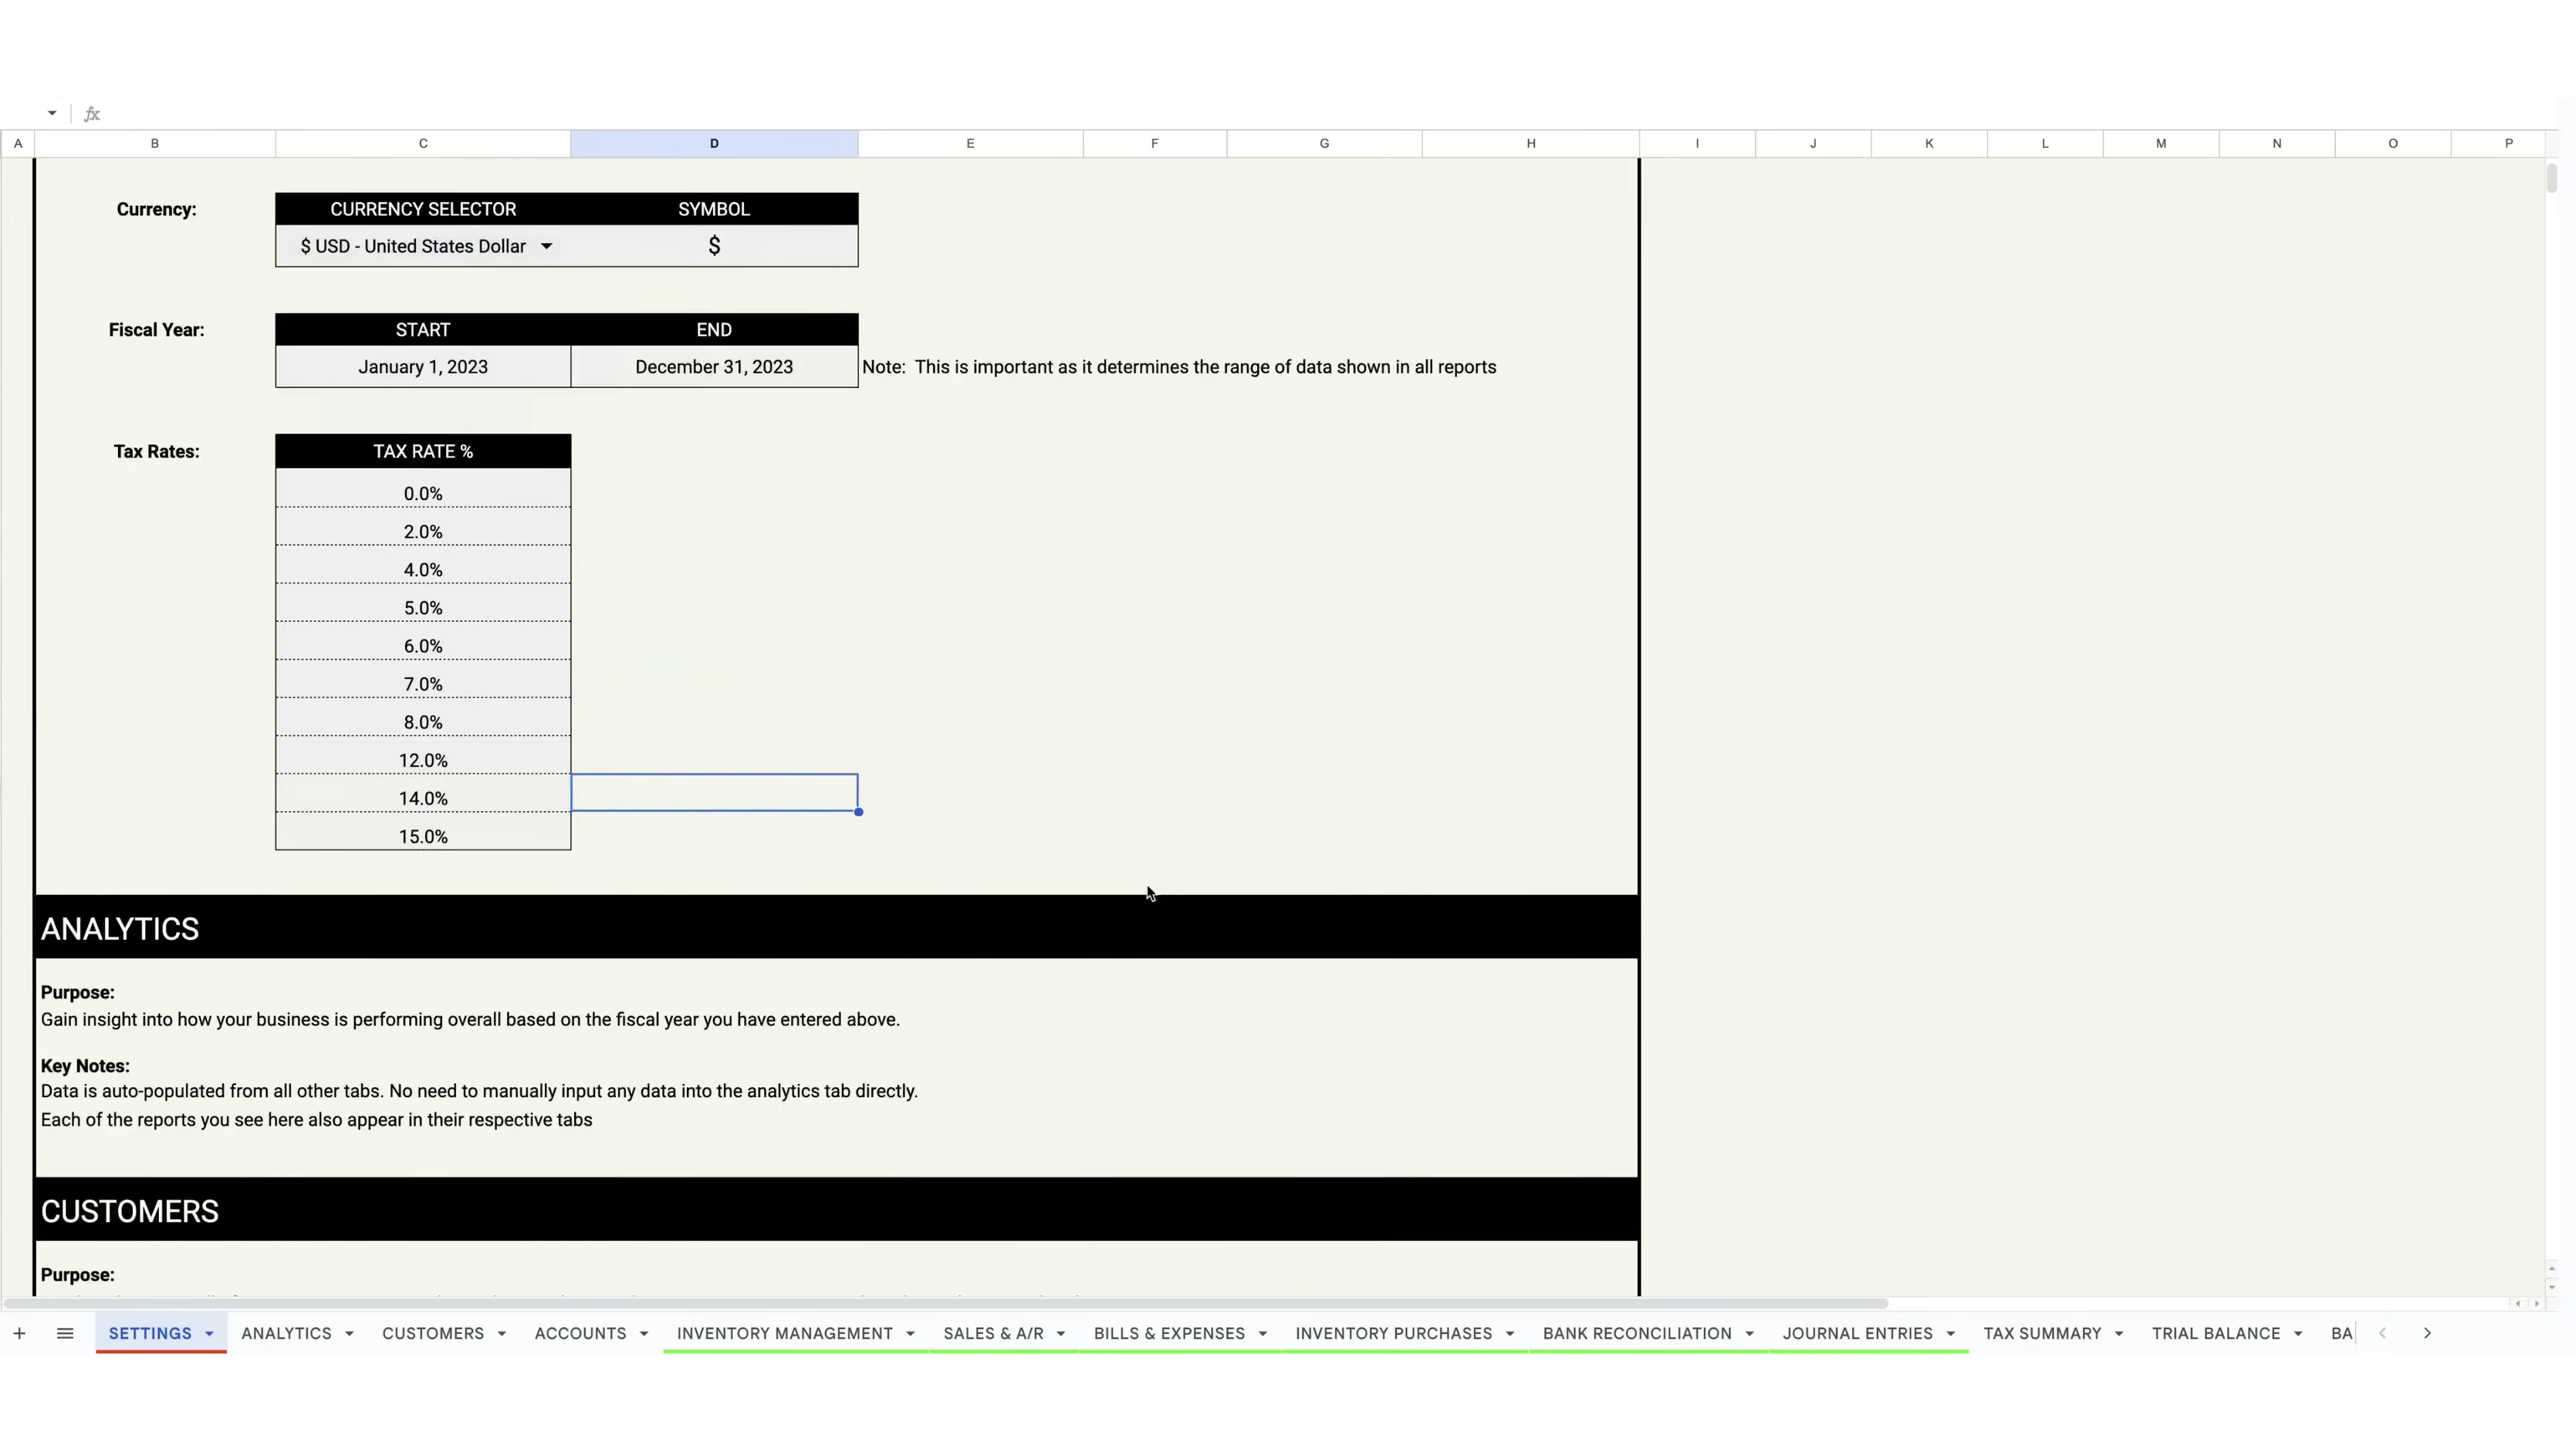 fx
A B C D E F G H I J K L M N O P
Currency: CURRENCY SELECTOR SYMBOL
$ USD - United States Dollar $
Fiscal Year: START END
January 1, 2023 December 31, 2023 Note: This is important as it determines the range of data shown in all reports
Tax Rates: TAX RATE %
0.0%
2.0%
4.0%
5.0%
6.0%
7.0%
8.0%
12.0%
14.0%
15.0%
ANALYTICS
Purpose:
Gain insight into how your business is performing overall based on the fiscal year you have entered above.
Key Notes:
Data is auto-populated from all other tabs. No need to manually input any data into the analytics tab directly.
Each of the reports you see here also appear in their respective tabs
CUSTOMERS
Purpose:
SETTINGS ANALYTICS CUSTOMERS ACCOUNTS INVENTORY MANAGEMENT SALES & A/R BILLS & EXPENSES INVENTORY PURCHASES BANK RECONCILIATION JOURNAL ENTRIES TAX SUMMARY TRIAL BALANCE BA